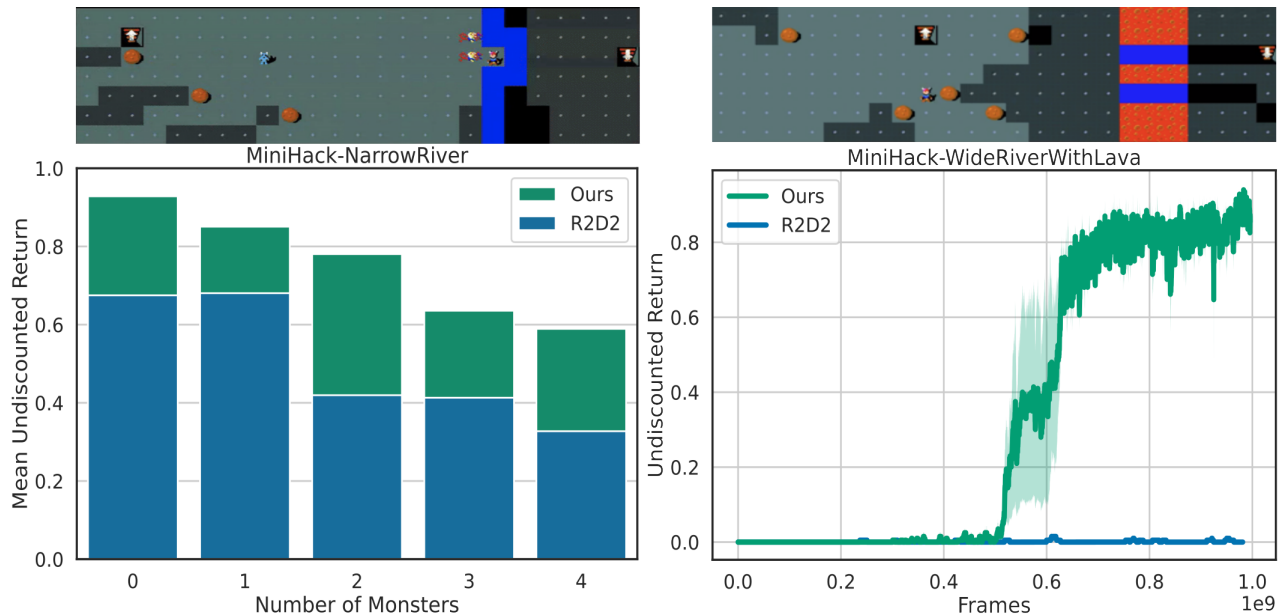 MiniHack-NarrowRiver
Mean Undiscounted Return
1.0
0.8
0.6
0.4
0.2
0.0
Ours
R2D2
0 1 2 3 4
Number of Monsters
MiniHack-WideRiverWithLava
Undiscounted Return
0.8
0.6
0.4
0.2
0.0
Ours
R2D2
0.0 0.2 0.4 0.6 0.8 1.0
1e9
Frames